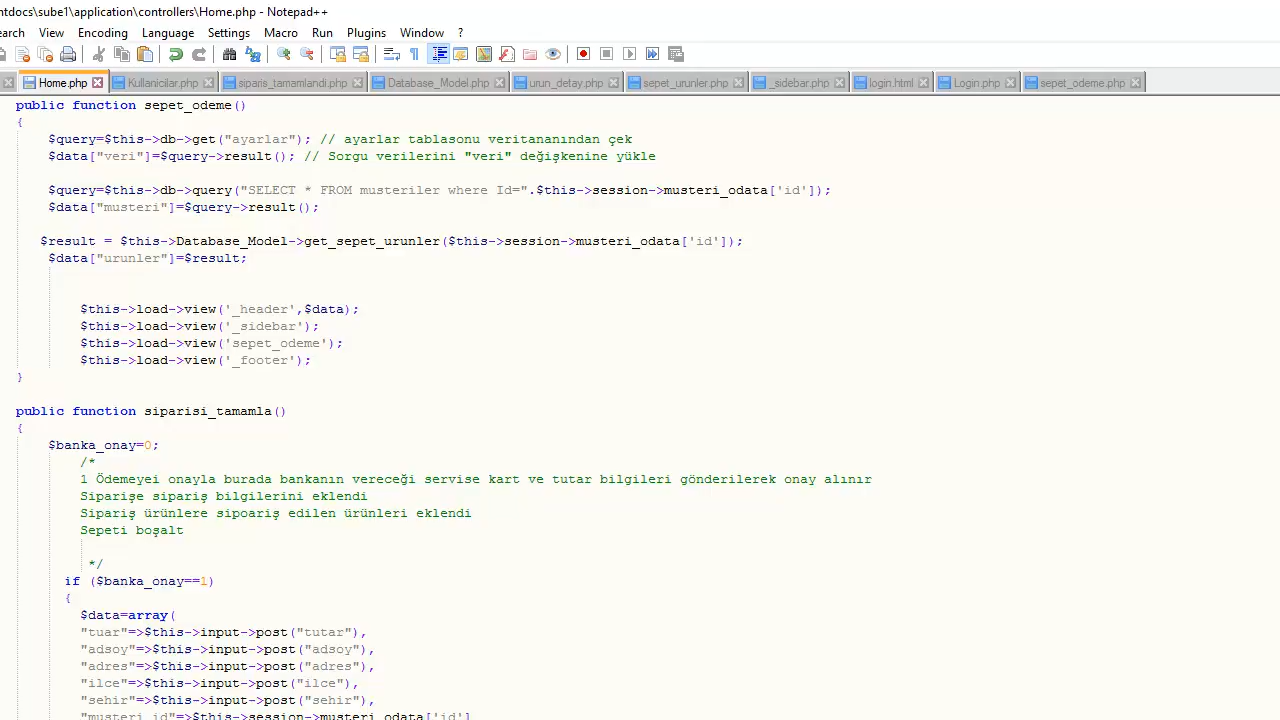 ntdocs\sube1\application\controllers\Home.php - Notepad++
earch View Encoding Language Settings Macro Run Plugins Window ?
Home.php Kullanicilar.php siparis_tamamlandi.php Database_Model.php urun_detay.php sepet_urunler.php _sidebar.php login.html Login.php sepet_odeme.php
public function sepet_odeme()
{
$query=$this->db->get("ayarlar"); // ayarlar tablasonu veritananından çek
$data["veri"]=$query->result(); // Sorgu verilerini "veri" değişkenine yükle
$query=$this->db->query("SELECT * FROM musteriler where Id=".$this->session->musteri_odata['id']);
$data["musteri"]=$query->result();
$result = $this->Database_Model->get_sepet_urunler($this->session->musteri_odata['id']);
$data["urunler"]=$result;
$this->load->view('_header',$data);
$this->load->view('_sidebar');
$this->load->view('sepet_odeme');
$this->load->view('_footer');
}
public function siparisi_tamamla()
{
$banka_onay=0;
/*
1 Ödemeyei onayla burada bankanın vereceği servise kart ve tutar bilgileri gönderilerek onay alınır
Siparişe sipariş bilgilerini eklendi
Sipariş ürünlere sipoariş edilen ürünleri eklendi
Sepeti boşalt
*/
if ($banka_onay==1)
{
$data=array(
"tuar"=>$this->input->post("tutar"),
"adsoy"=>$this->input->post("adsoy"),
"adres"=>$this->input->post("adres"),
"ilce"=>$this->input->post("ilce"),
"sehir"=>$this->input->post("sehir"),
"musteri_id"=>$this->session->musteri_odata['id']